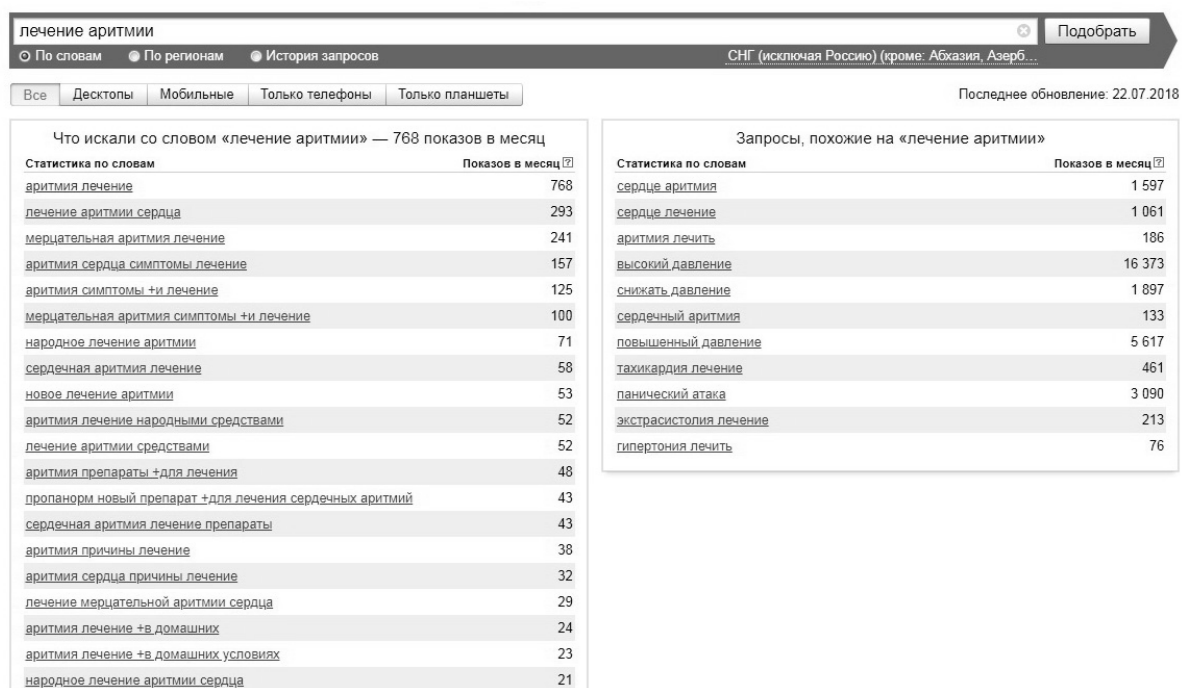 лечение аритмии
Подобрать
По словам По регионам История запросов СНГ (исключая Россию) (кроме: Абхазия, Азерб...
Все Десктопы Мобильные Только телефоны Только планшеты Последнее обновление: 22.07.2018
Что искали со словом «лечение аритмии» — 768 показов в месяц
Статистика по словам Показов в месяц ?
аритмия лечение 768
лечение аритмии сердца 293
мерцательная аритмия лечение 241
аритмия сердца симптомы лечение 157
аритмия симптомы +и лечение 125
мерцательная аритмия симптомы +и лечение 100
народное лечение аритмии 71
сердечная аритмия лечение 58
новое лечение аритмии 53
аритмия лечение народными средствами 52
лечение аритмии средствами 52
аритмия препараты +для лечения 48
пропанорм новый препарат +для лечения сердечных аритмий 43
сердечная аритмия лечение препараты 43
аритмия причины лечение 38
аритмия сердца причины лечение 32
лечение мерцательной аритмии сердца 29
аритмия лечение +в домашних 24
аритмия лечение +в домашних условиях 23
народное лечение аритмии сердца 21
Запросы, похожие на «лечение аритмии»
Статистика по словам Показов в месяц ?
сердце аритмия 1 597
сердце лечение 1 061
аритмия лечить 186
высокий давление 16 373
снижать давление 1 897
сердечный аритмия 133
повышенный давление 5 617
тахикардия лечение 461
панический атака 3 090
экстрасистолия лечение 213
гипертония лечить 76